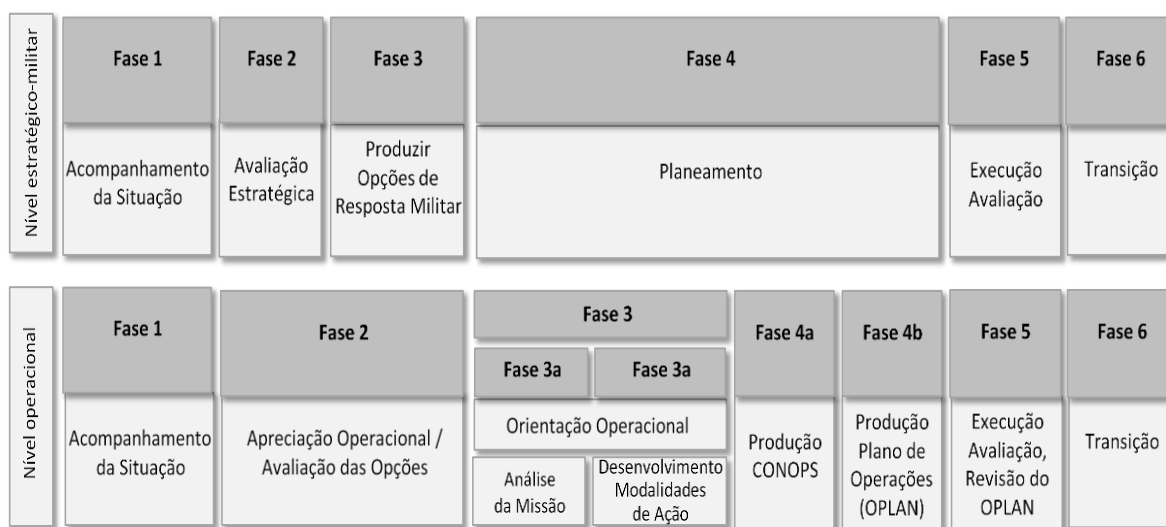 Nível estratégico-militar
Fase 1
Fase 2
Fase 3
Fase 4
Fase 5
Fase 6
Acompanhamento
da Situação
Avaliação
Estratégica
Produzir
Opções de
Resposta Militar
Planeamento
Execução
Avaliação
Transição
Nível operacional
Fase 1
Fase 2
Fase 3
Fase 3a
Fase 3a
Fase 4a
Fase 4b
Fase 5
Fase 6
Acompanhamento
da Situação
Apreciação Operacional /
Avaliação das Opções
Orientação Operacional
Análise
da Missão
Desenvolvimento
Modalidades
de Ação
Produção
CONOPS
Produção
Plano de
Operações
(OPLAN)
Execução
Avaliação,
Revisão do
OPLAN
Transição